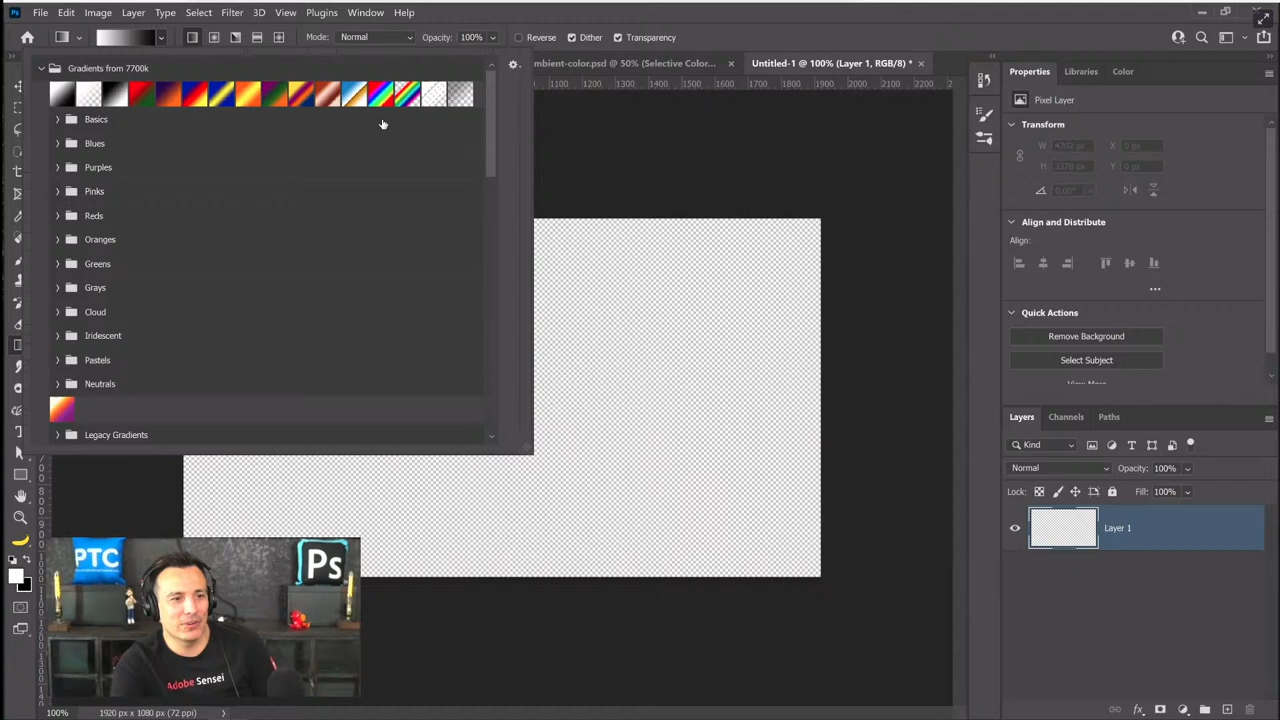 Ps File Edit Image Layer Type Select Filter 3D View Plugins Window Help
Mode: Normal Opacity: 100% Reverse Dither Transparency
Gradients from 7700k
mbient-color.psd @ 50% (Selective Color...
Untitled-1 @ 100% (Layer 1, RGB/8) *
1100 1200 1300 1400 1500 1600 1700 1800 1900 2000 2100 2200
Basics
Blues
Purples
Pinks
Reds
Oranges
Greens
Grays
Cloud
Iridescent
Pastels
Neutrals
Legacy Gradients
Properties Libraries Color
Pixel Layer
Transform
W 4702 px X 0 px
H 3378 px Y 0 px
0.00°
Align and Distribute
Align:
Quick Actions
Remove Background
Select Subject
View More
Layers Channels Paths
Kind
Normal Opacity: 100%
Lock: Fill: 100%
Layer 1
PTC
Ps
Adobe Sensei
100% 1920 px x 1080 px (72 ppi)